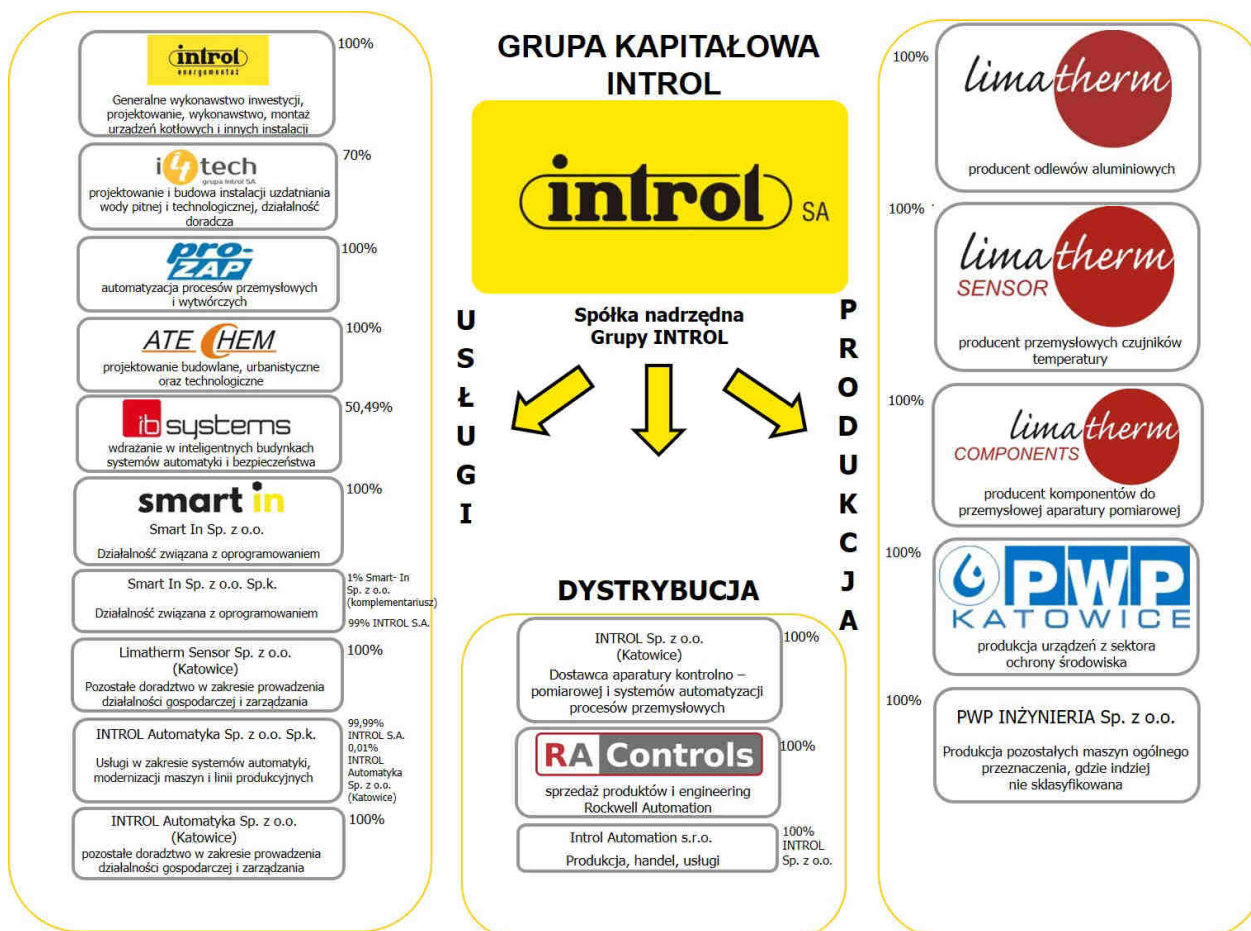 GRUPA KAPITAŁOWA
INTROL
introl SA
Spółka nadrzędna
Grupy INTROL
USŁUGI
introl
energomontaż
100%
Generalne wykonawstwo inwestycji,
projektowanie, wykonawstwo, montaż
urządzeń kotłowych i innych instalacji
i4tech
grupa Introl SA
70%
projektowanie i budowa instalacji uzdatniania
wody pitnej i technologicznej, działalność
doradcza
pro-
ZAP
100%
automatyzacja procesów przemysłowych
i wytwórczych
ATECHEM
100%
projektowanie budowlane, urbanistyczne
oraz technologiczne
ib systems
50,49%
wdrażanie w inteligentnych budynkach
systemów automatyki i bezpieczeństwa
smart in
100%
Smart In Sp. z o.o.
Działalność związana z oprogramowaniem
Smart In Sp. z o.o. Sp.k.
Działalność związana z oprogramowaniem
1% Smart- In
Sp. z o.o.
(komplementariusz)
99% INTROL S.A.
Limatherm Sensor Sp. z o.o.
(Katowice)
100%
Pozostałe doradztwo w zakresie prowadzenia
działalności gospodarczej i zarządzania
INTROL Automatyka Sp. z o.o. Sp.k.
Usługi w zakresie systemów automatyki,
modernizacji maszyn i linii produkcyjnych
99,99%
INTROL S.A.
0,01%
INTROL
Automatyka
Sp. z o.o.
(Katowice)
INTROL Automatyka Sp. z o.o.
(Katowice)
100%
pozostałe doradztwo w zakresie prowadzenia
działalności gospodarczej i zarządzania
DYSTRYBUCJA
INTROL Sp. z o.o.
(Katowice)
100%
Dostawca aparatury kontrolno –
pomiarowej i systemów automatyzacji
procesów przemysłowych
RA Controls
100%
sprzedaż produktów i engineering
Rockwell Automation
Introl Automation s.r.o.
Produkcja, handel, usługi
100%
INTROL
Sp. z o.o.
PRODUKCJA
100%
limatherm
producent odlewów aluminiowych
100%
limatherm
SENSOR
producent przemysłowych czujników
temperatury
100%
limatherm
COMPONENTS
producent komponentów do
przemysłowej aparatury pomiarowej
100%
PWP
KATOWICE
produkcja urządzeń z sektora
ochrony środowiska
100%
PWP INŻYNIERIA Sp. z o.o.
Produkcja pozostałych maszyn ogólnego
przeznaczenia, gdzie indziej
nie sklasyfikowana